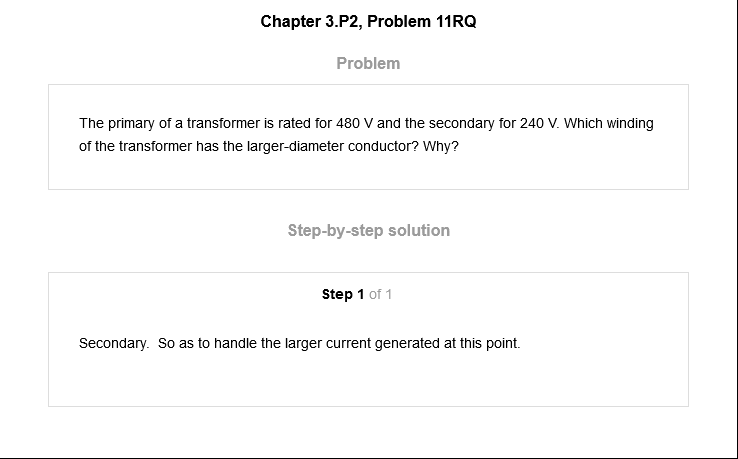 Chapter 3.P2, Problem 11RQ
Problem
The primary of a transformer is rated for 480 V and the secondary for 240 V. Which winding
of the transformer has the larger-diameter conductor? Why?
Step-by-step solution
Step 1 of 1
Secondary.  So as to handle the larger current generated at this point.